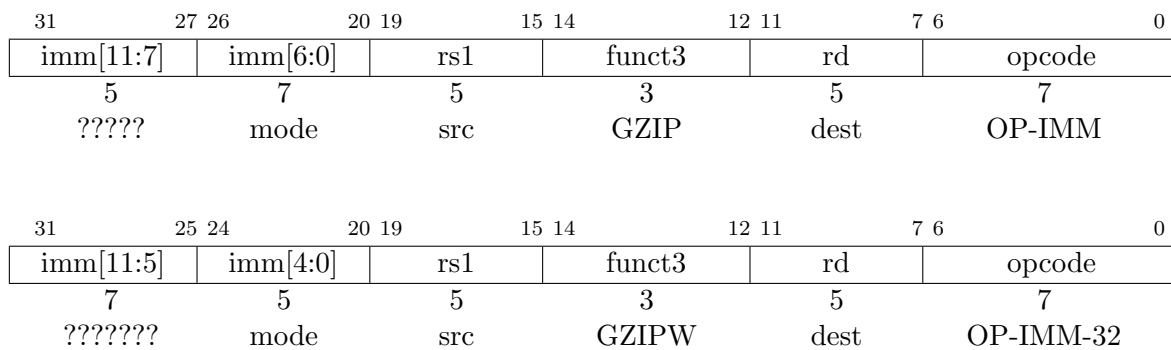 31 27 26 20 19 15 14 12 11 7 6 0
imm[11:7] imm[6:0] rs1 funct3 rd opcode
5 7 5 3 5 7
????? mode src GZIP dest OP-IMM
31 25 24 20 19 15 14 12 11 7 6 0
imm[11:5] imm[4:0] rs1 funct3 rd opcode
7 5 5 3 5 7
??????? mode src GZIPW dest OP-IMM-32